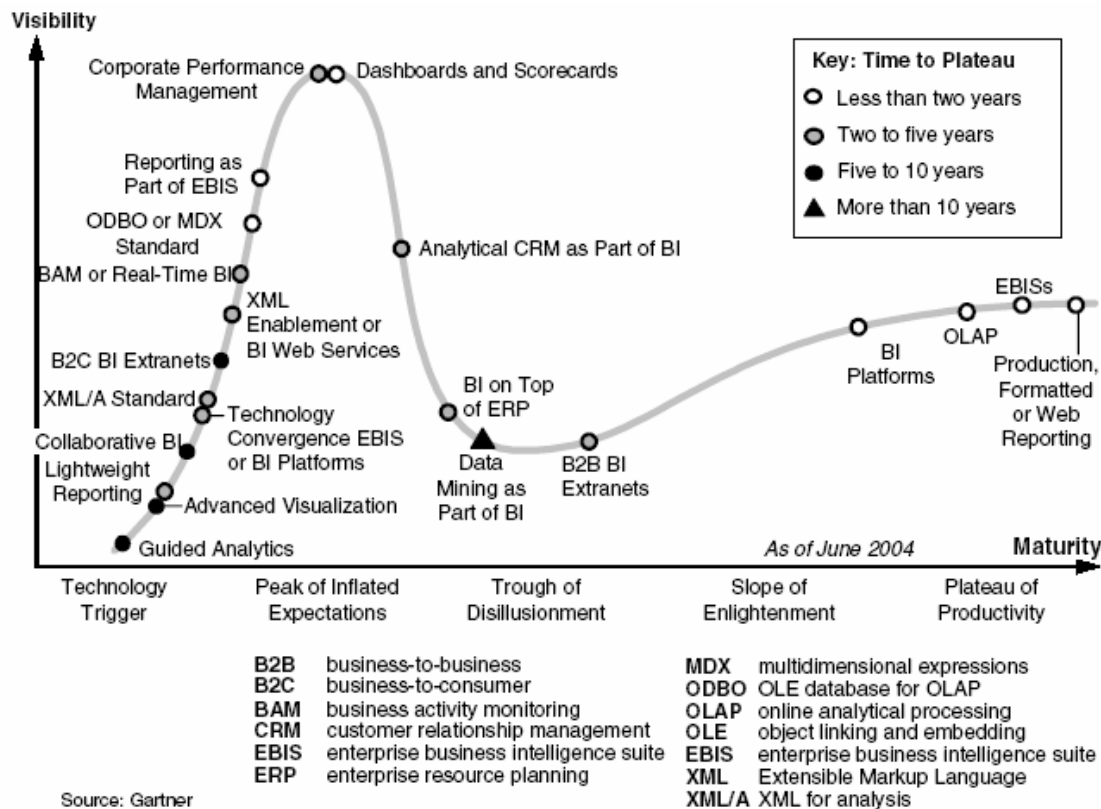 Visibility
Corporate Performance
Management
Dashboards and Scorecards
Key: Time to Plateau
Less than two years
Two to five years
Five to 10 years
More than 10 years
Reporting as
Part of EBIS
ODBO or MDX
Standard
Analytical CRM as Part of BI
BAM or Real-Time BI
XML
Enablement or
BI Web Services
B2C BI Extranets
XML/A Standard
Technology
Convergence EBIS
or BI Platforms
Collaborative BI
Lightweight
Reporting
Advanced Visualization
Guided Analytics
BI on Top
of ERP
Data
Mining as
Part of BI
B2B BI
Extranets
BI
Platforms
OLAP
EBISs
Production,
Formatted
or Web
Reporting
As of June 2004
Maturity
Technology
Trigger
Peak of Inflated
Expectations
Trough of
Disillusionment
Slope of
Enlightenment
Plateau of
Productivity
B2B business-to-business
B2C business-to-consumer
BAM business activity monitoring
CRM customer relationship management
EBIS enterprise business intelligence suite
ERP enterprise resource planning
MDX multidimensional expressions
ODBO OLE database for OLAP
OLAP online analytical processing
OLE object linking and embedding
EBIS enterprise business intelligence suite
XML Extensible Markup Language
XML/A XML for analysis
Source: Gartner